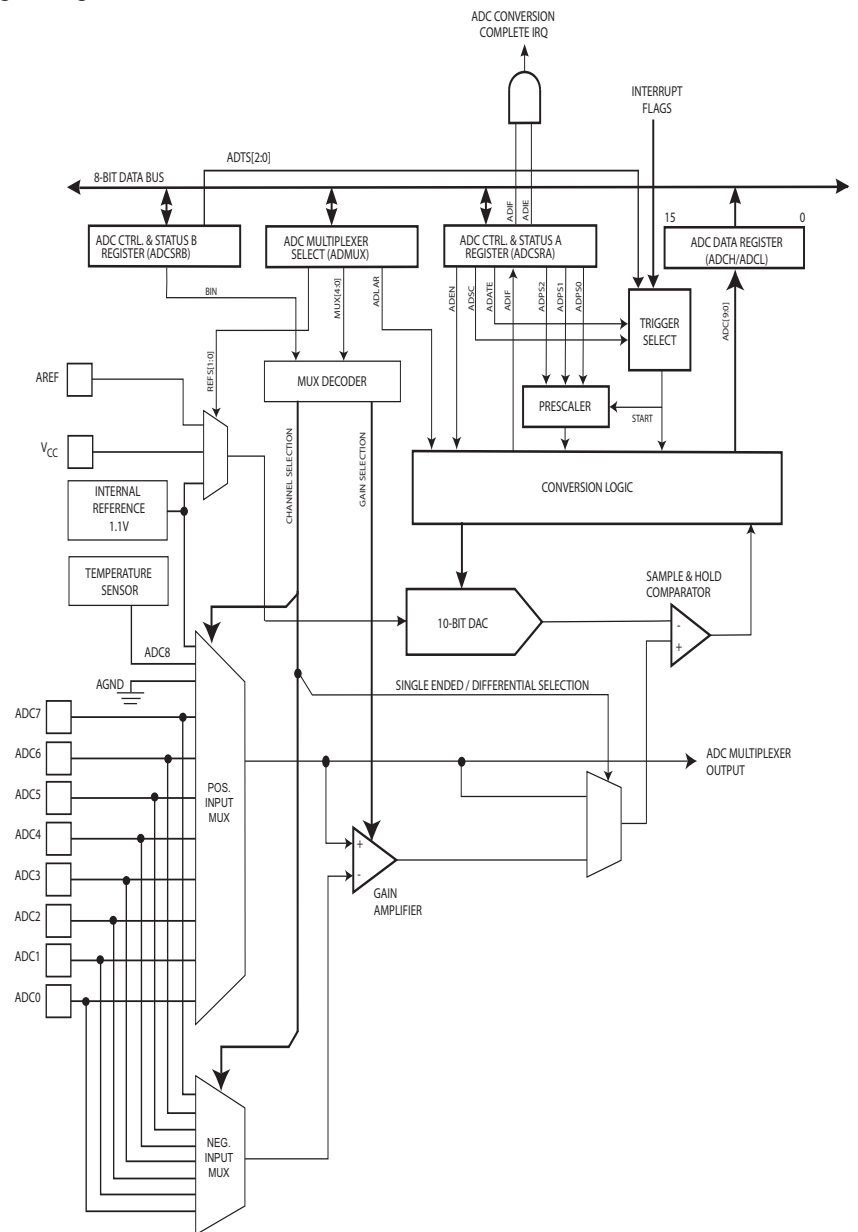 ADC CONVERSION
COMPLETE IRQ
INTERRUPT
FLAGS
ADTS[2:0]
8-BIT DATA BUS
ADIF
ADIE
15
0
ADC CTRL. & STATUS B
REGISTER (ADCSRB)
ADC MULTIPLEXER
SELECT (ADMUX)
ADC CTRL. & STATUS A
REGISTER (ADCSRA)
ADC DATA REGISTER
(ADCH/ADCL)
BIN
REFS[1:0]
MUX[4:0]
ADLAR
ADEN
ADSC
ADATE
ADIF
ADPS2
ADPS1
ADPS0
TRIGGER
SELECT
ADC[9:0]
AREF
MUX DECODER
PRESCALER
START
VCC
CHANNEL SELECTION
GAIN SELECTION
INTERNAL
REFERENCE
1.1V
CONVERSION LOGIC
TEMPERATURE
SENSOR
SAMPLE & HOLD
COMPARATOR
10-BIT DAC
-
+
ADC8
AGND
SINGLE ENDED / DIFFERENTIAL SELECTION
ADC7
ADC6
ADC5
ADC4
ADC3
ADC2
ADC1
ADC0
POS.
INPUT
MUX
ADC MULTIPLEXER
OUTPUT
+
-
GAIN
AMPLIFIER
NEG.
INPUT
MUX